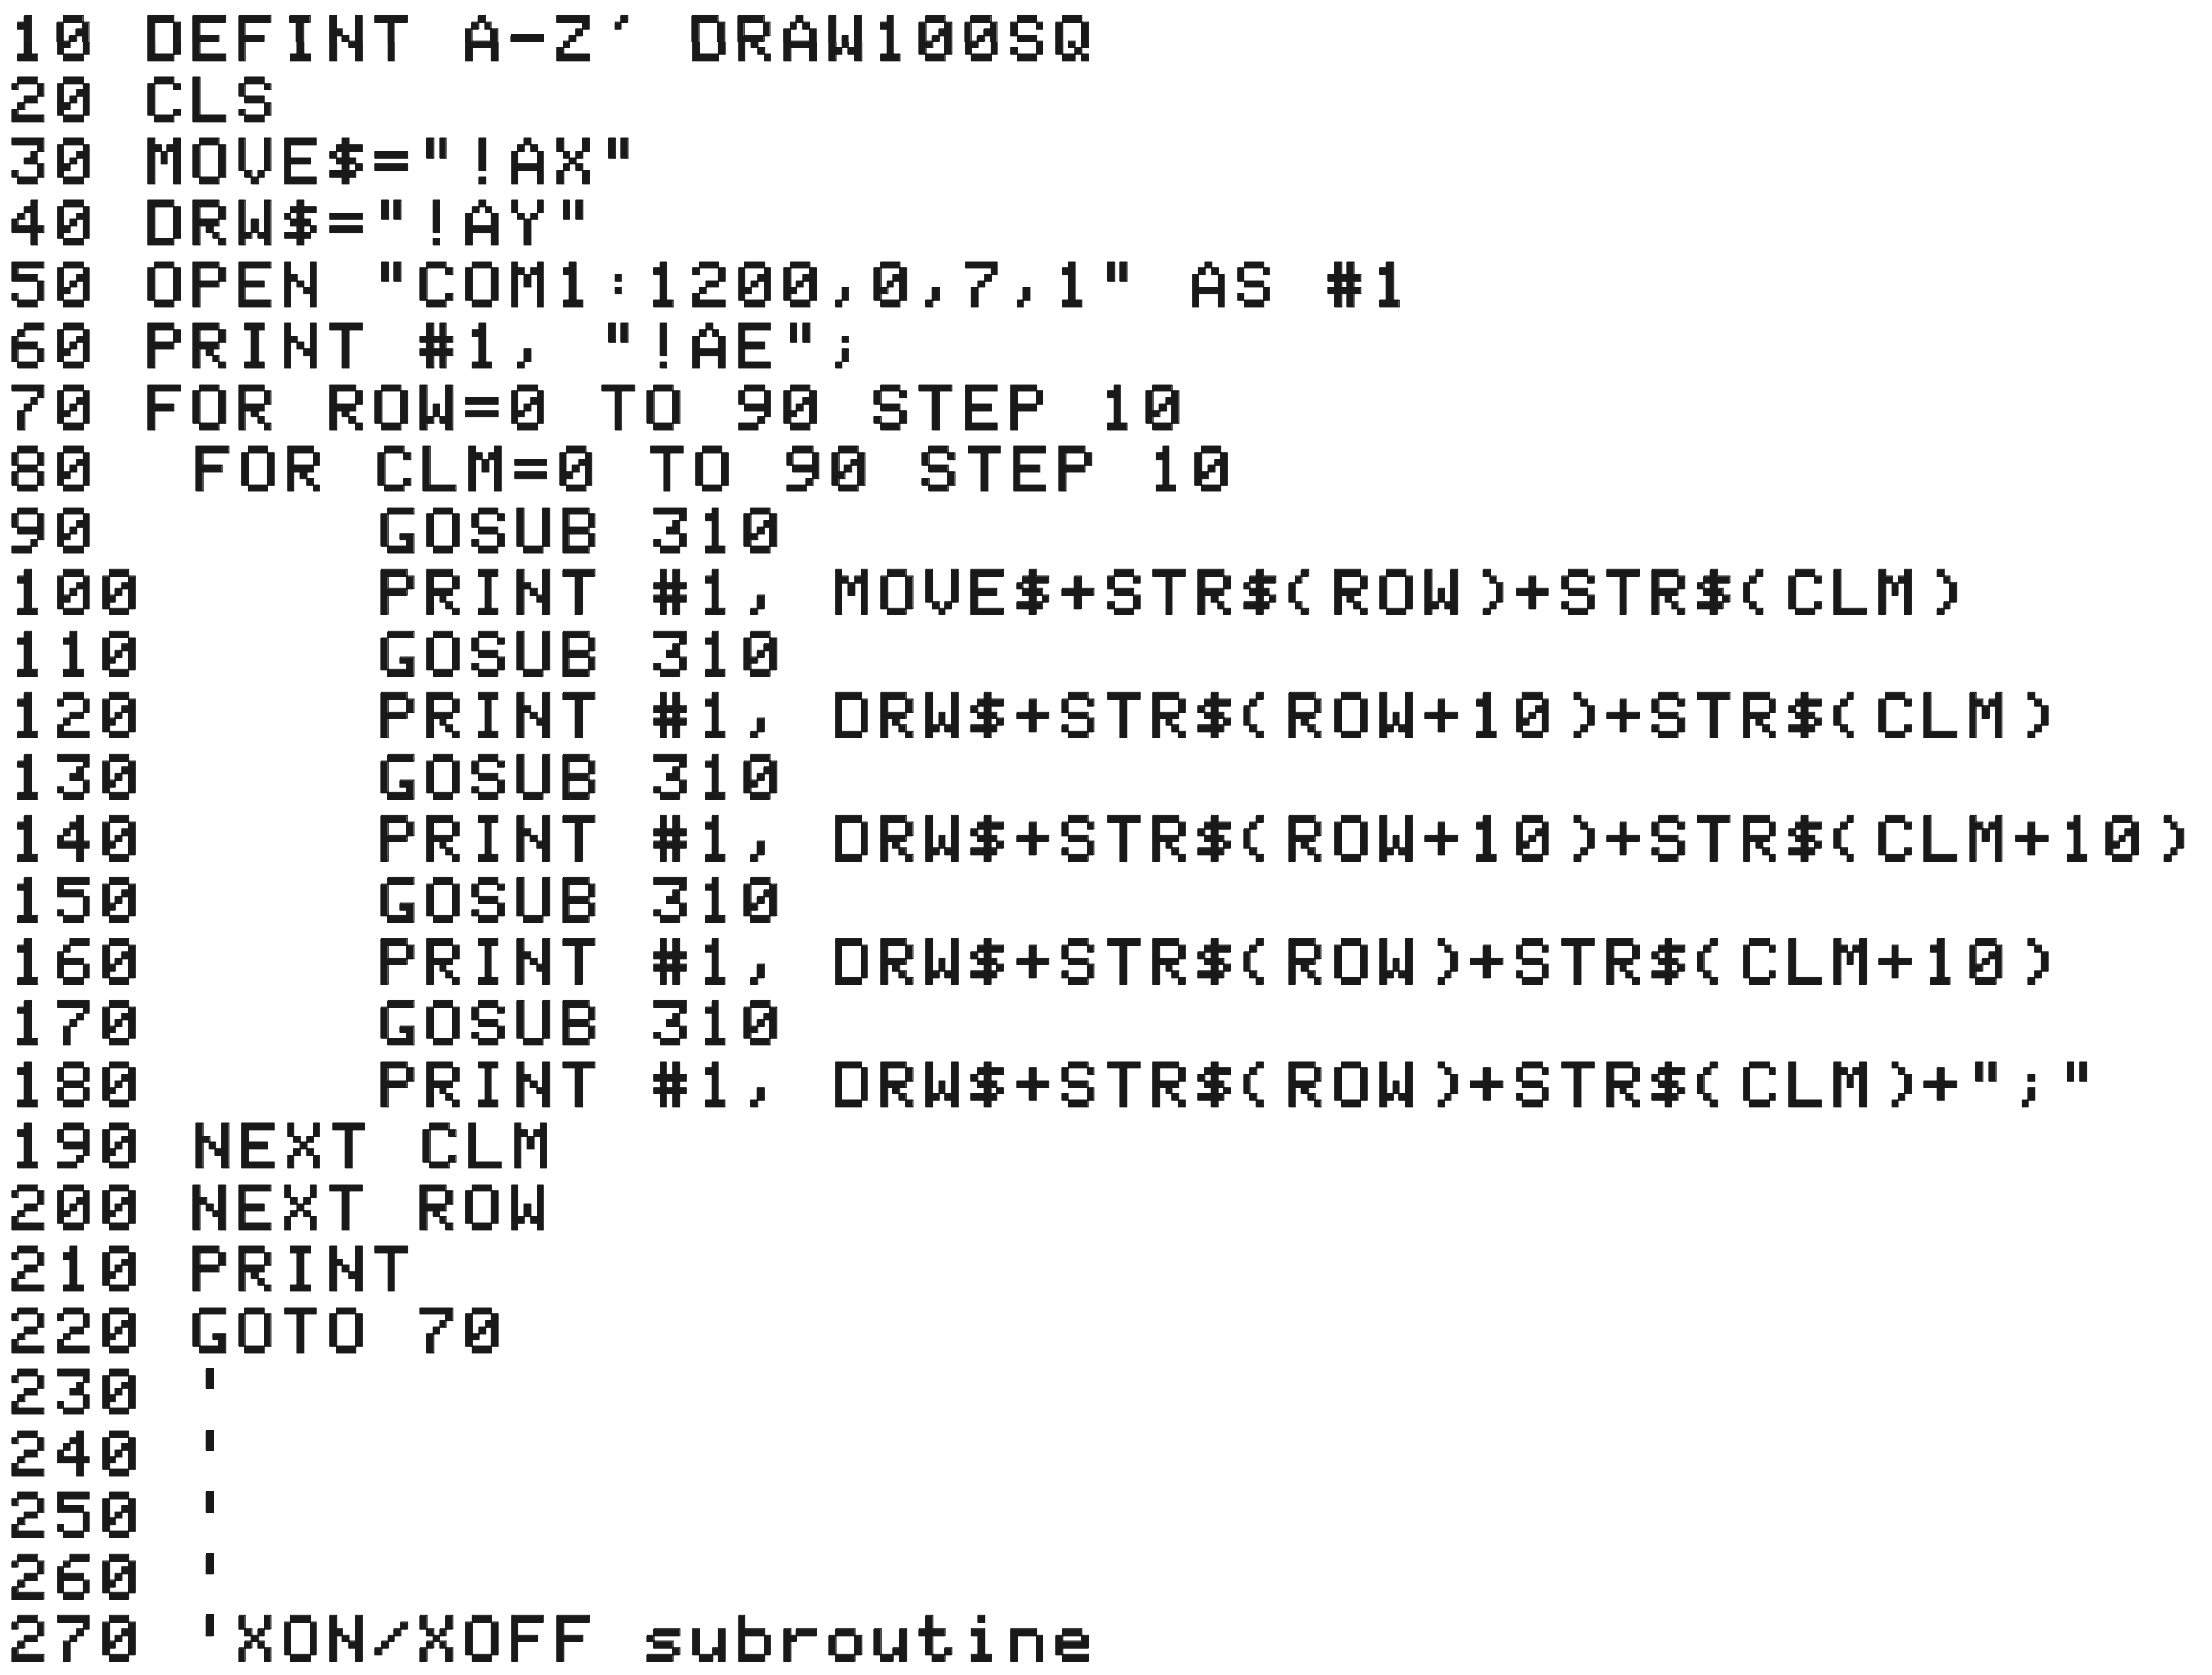 10 DEFINT A-Z' DRAW100SQ
20 CLS
30 MOVE$="!AX"
40 DRW$="!AY"
50 OPEN "COM1:1200,0,7,1" AS #1
60 PRINT #1, "!AE";
70 FOR ROW=0 TO 90 STEP 10
80  FOR CLM=0 TO 90 STEP 10
90      GOSUB 310
100     PRINT #1, MOVE$+STR$(ROW)+STR$(CLM)
110     GOSUB 310
120     PRINT #1, DRW$+STR$(ROW+10)+STR$(CLM)
130     GOSUB 310
140     PRINT #1, DRW$+STR$(ROW+10)+STR$(CLM+10)
150     GOSUB 310
160     PRINT #1, DRW$+STR$(ROW)+STR$(CLM+10)
170     GOSUB 310
180     PRINT #1, DRW$+STR$(ROW)+STR$(CLM)+";"
190 NEXT CLM
200 NEXT ROW
210 PRINT
220 GOTO 70
230 '
240 '
250 '
260 '
270 'XON/XOFF subroutine